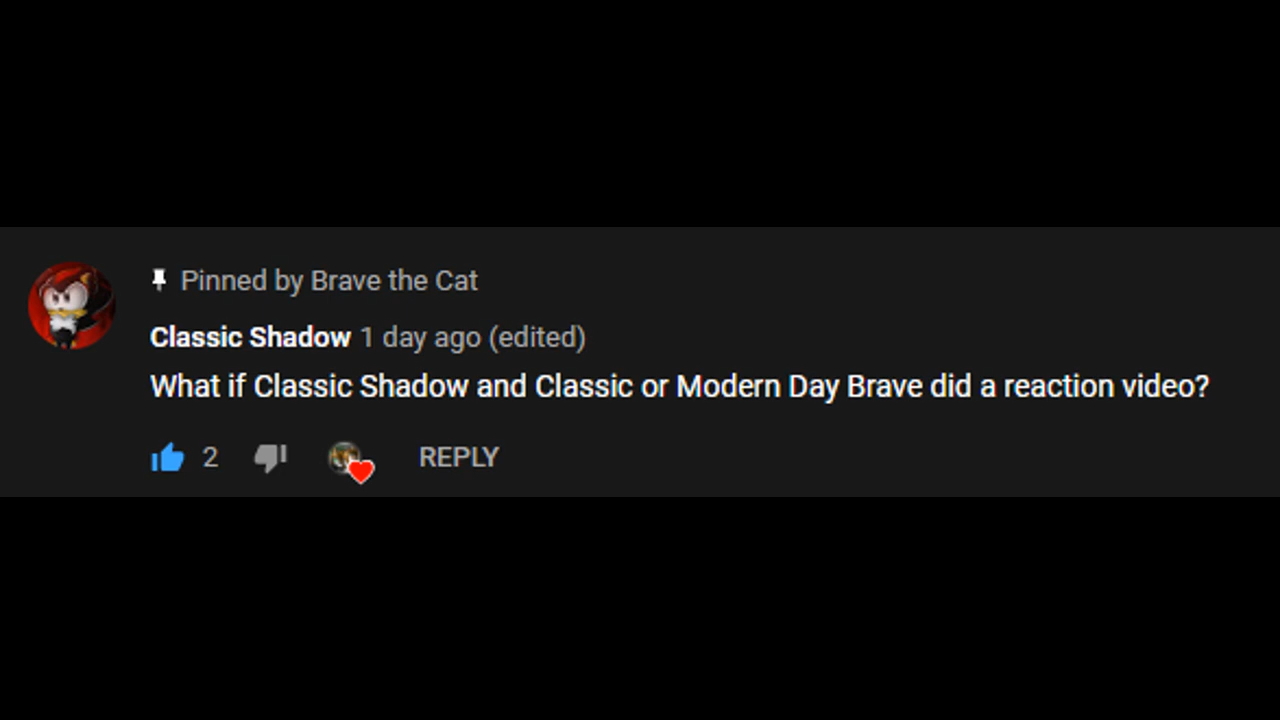 Pinned by Brave the Cat
Classic Shadow 1 day ago (edited)
What if Classic Shadow and Classic or Modern Day Brave did a reaction video?
2 REPLY